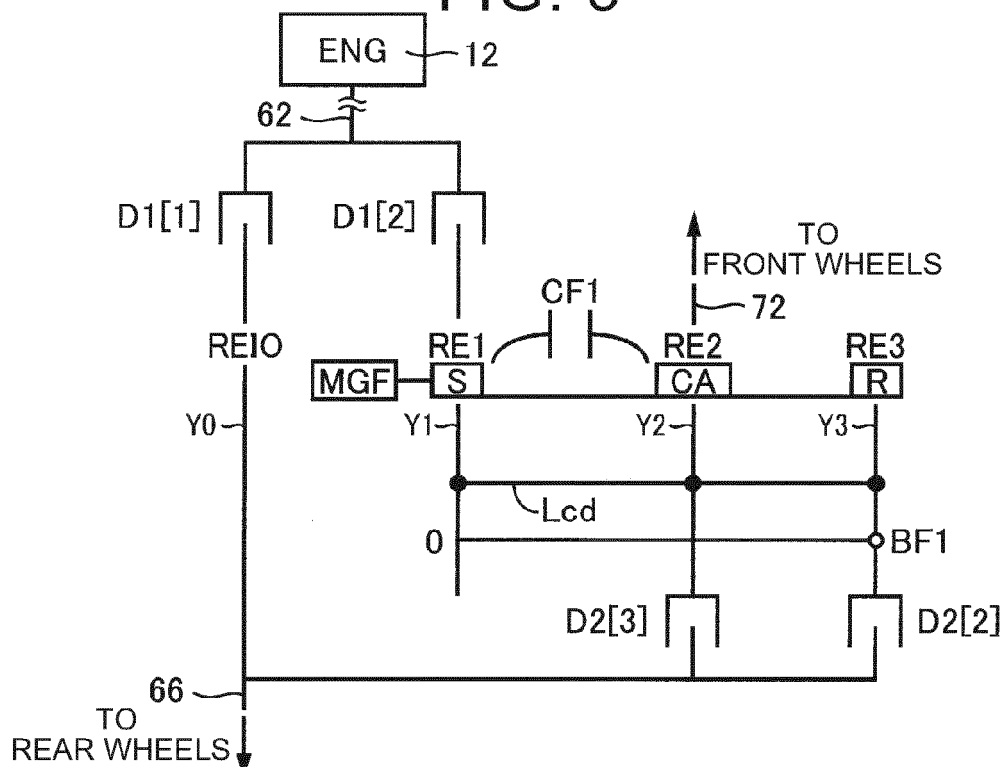 ENG
12
62
D1[1]
D1[2]
TO
FRONT WHEELS
CF1
72
REIO
RE1
RE2
RE3
MGF
S
CA
R
Y0
Y1
Y2
Y3
Lcd
0
BF1
D2[3]
D2[2]
66
TO
REAR WHEELS